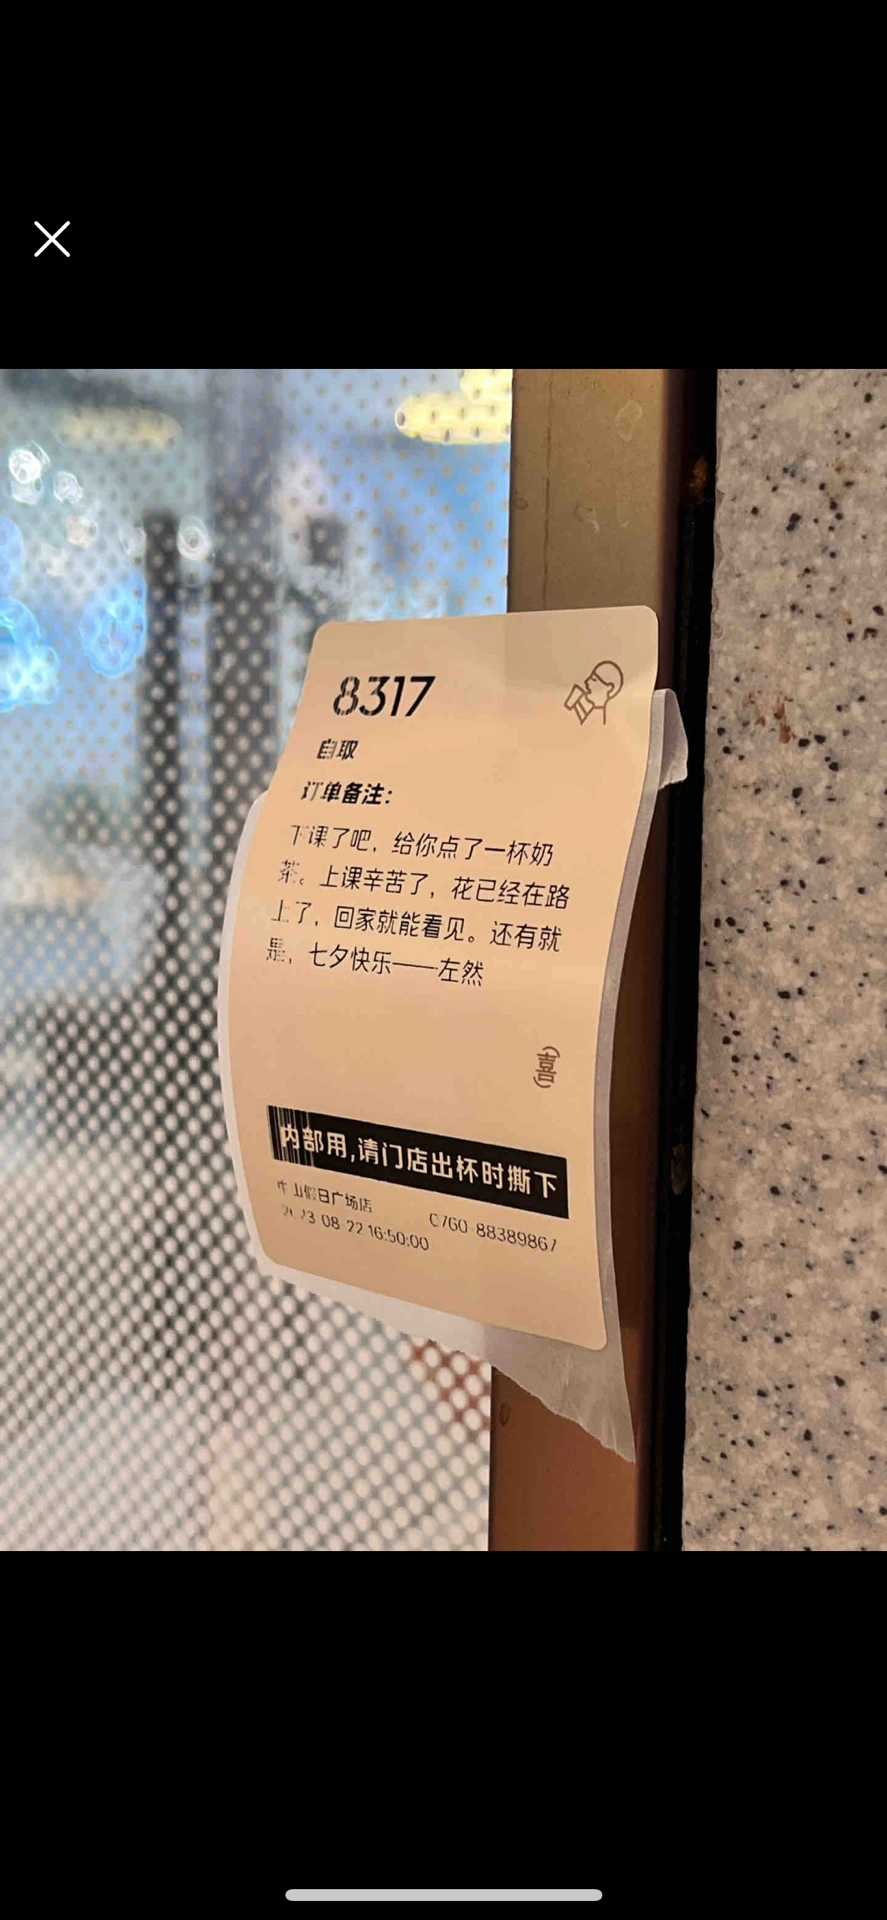 8317
自取
订单备注：
下课了吧，给你点了一杯奶
茶。上课辛苦了，花已经在路
上了，回家就能看见。还有就
是，七夕快乐——左然
喜
内部用,请门店出杯时撕下
中山假日广场店
0760-88389867
2023-08-22 16:50:00